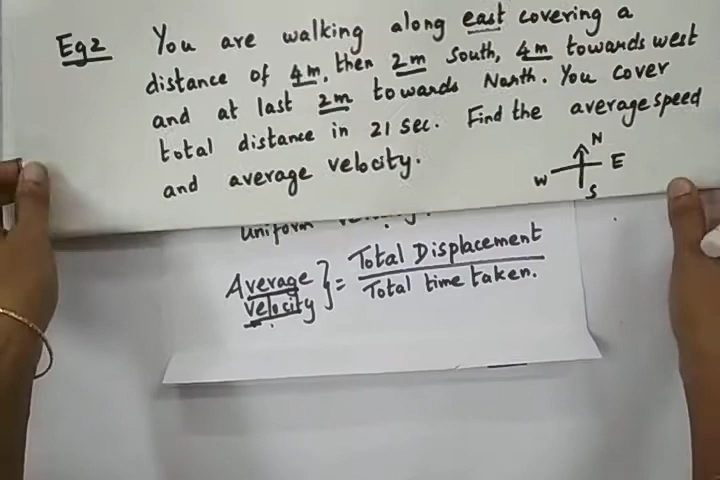 Eg2 You are walking along east covering a
distance of 4m, then 2m south, 4m towards west
and at last 2m towards North. You cover
total distance in 21 sec. Find the average speed
and average velocity.
N
W E
S
uniform
Average velocity } = Total Displacement
Total time taken.